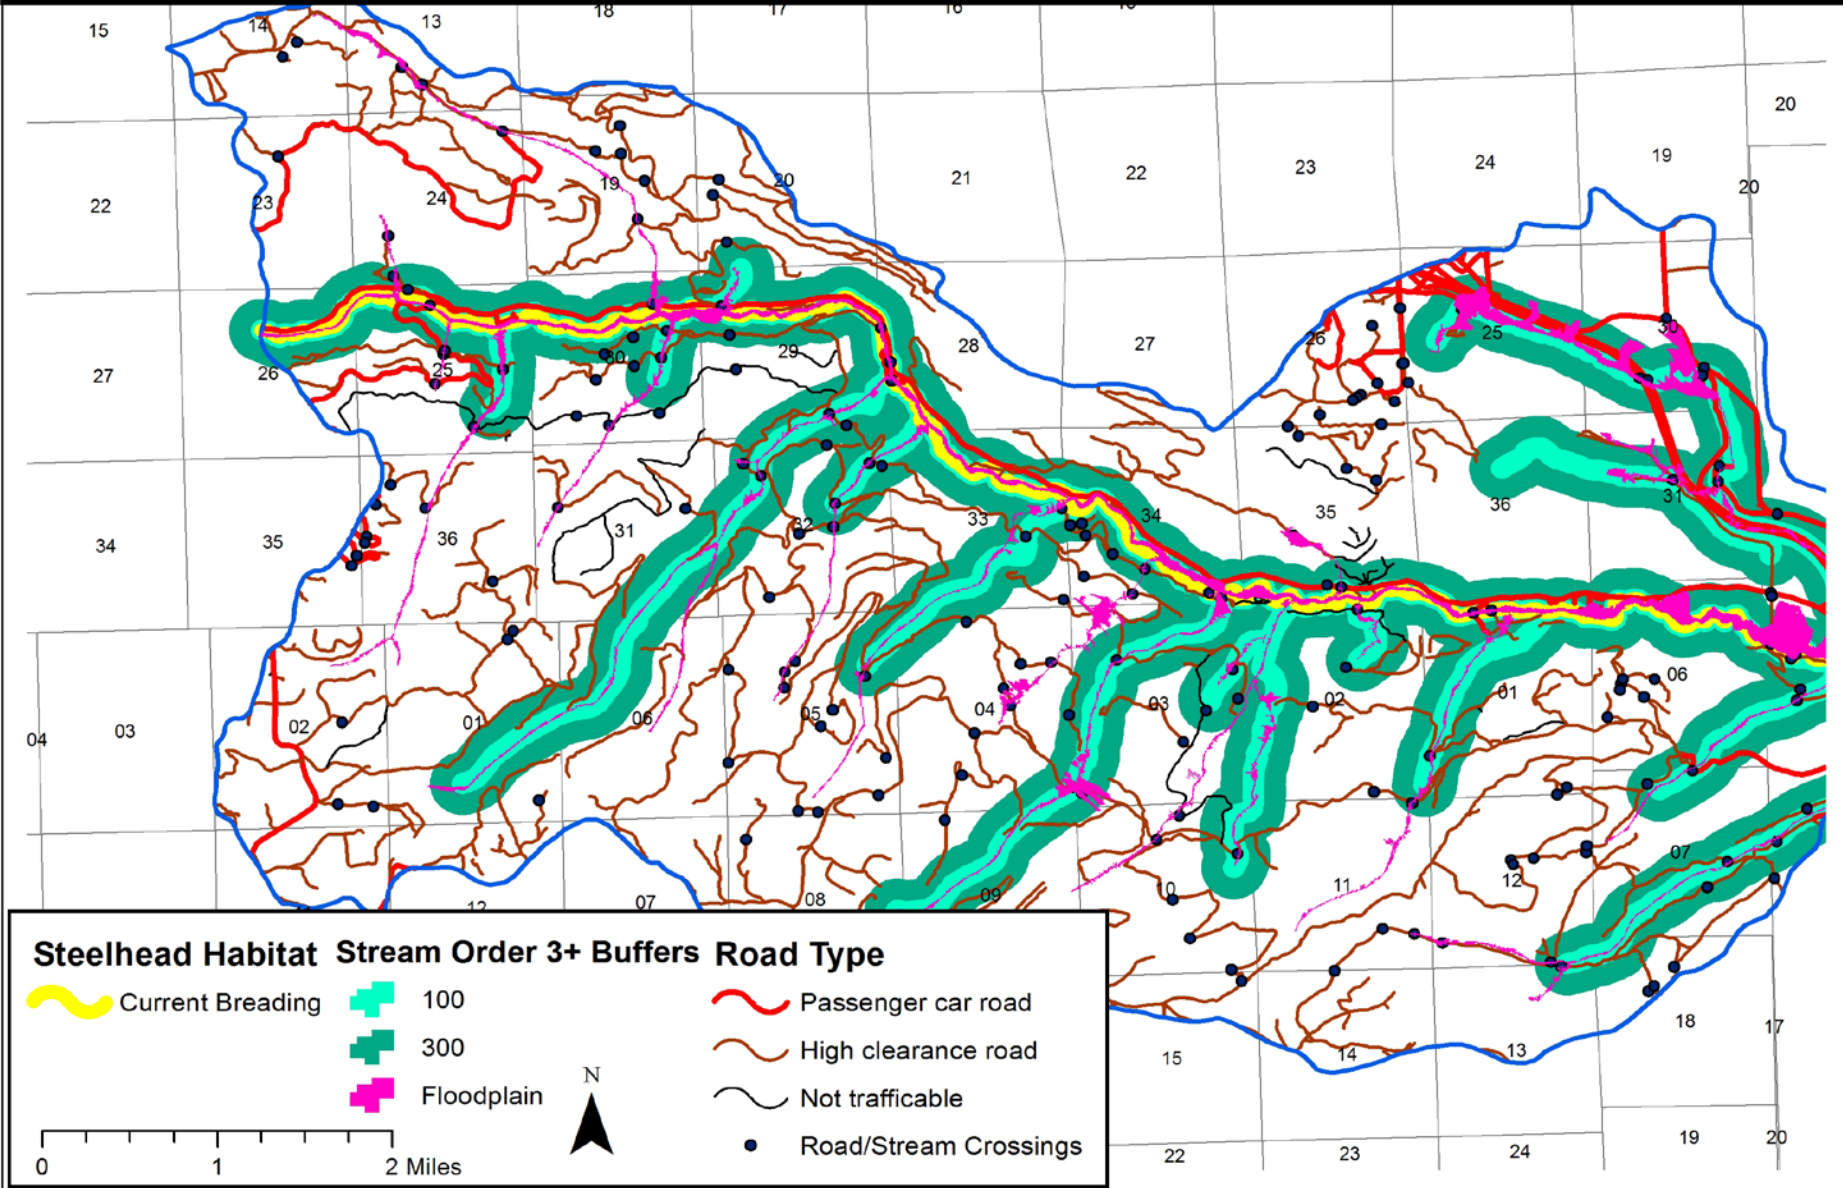 15 14 13 18 17 16
20
22 23 24 19 20 21 22 23 24 19 20
27 26 25 30 29 28 27 26 25 30
34 35 36 31 32 33 34 35 36 31
04 03 02 01 06 05 04 03 02 01 06
07 08 09 10 11 12 07
15 14 13 18 17
22 23 24 19 20
Steelhead Habitat
Current Breading
Stream Order 3+ Buffers
100
300
Floodplain
Road Type
Passenger car road
High clearance road
Not trafficable
Road/Stream Crossings
N
0 1 2 Miles